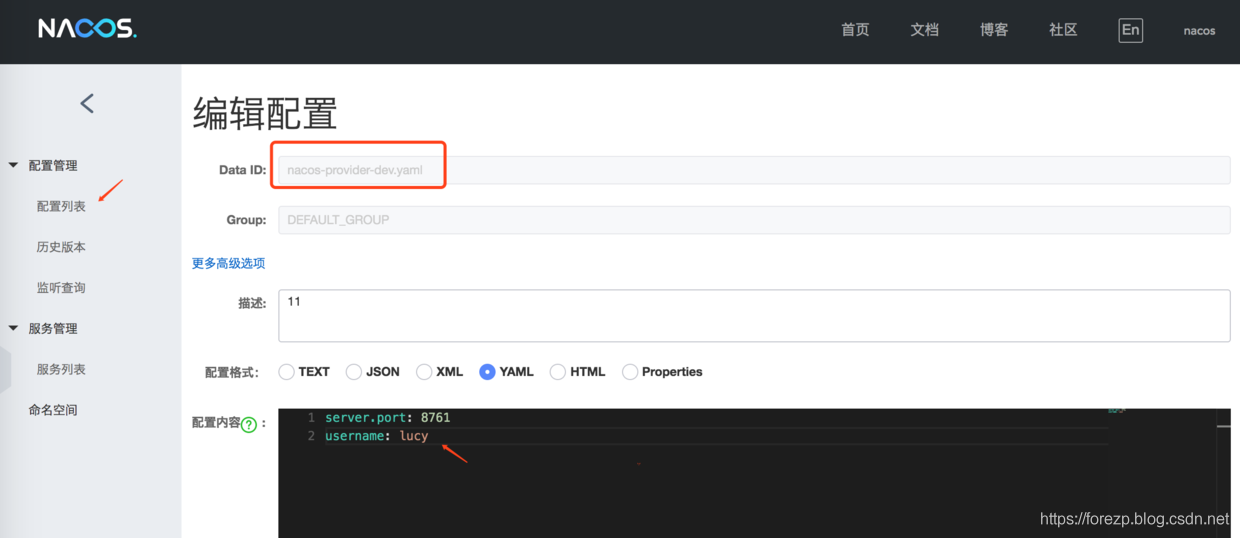 NACOS.
首页 文档 博客 社区 En nacos
编辑配置
配置管理
配置列表
历史版本
监听查询
服务管理
服务列表
命名空间
Data ID: nacos-provider-dev.yaml
Group: DEFAULT_GROUP
更多高级选项
描述: 11
配置格式: TEXT JSON XML YAML HTML Properties
配置内容?:
1 server.port: 8761
2 username: lucy
https://forezp.blog.csdn.net